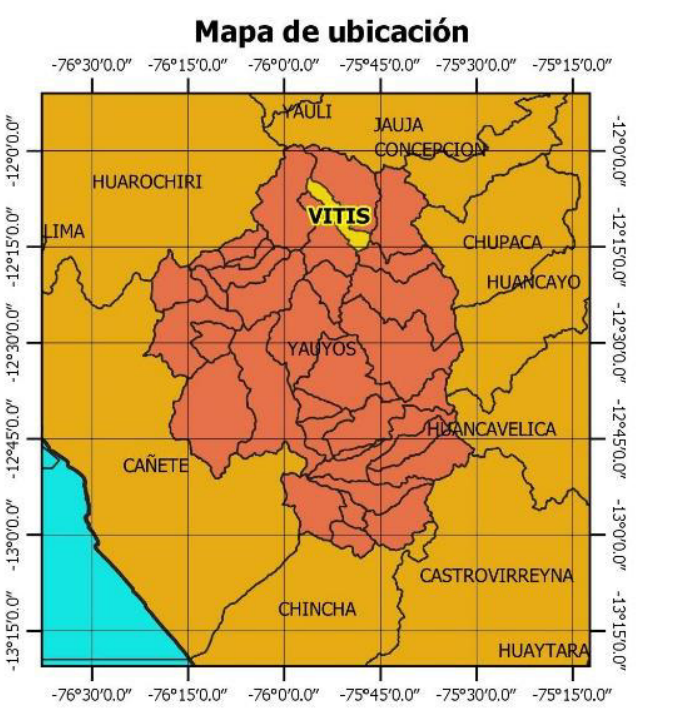 Mapa de ubicación
-76°30'0.0" -76°15'0.0" -76°0'0.0" -75°45'0.0" -75°30'0.0" -75°15'0.0"
-12°0'0.0" -12°15'0.0" -12°30'0.0" -12°45'0.0" -13°0'0.0" -13°15'0.0"
YAULI
JAUJA
CONCEPCION
HUAROCHIRI
VITIS
LIMA
CHUPACA
HUANCAYO
YAUYOS
HUANCAVELICA
CAÑETE
CASTROVIRREYNA
CHINCHA
HUAYTARA
-12°0'0.0" -12°15'0.0" -12°30'0.0" -12°45'0.0" -13°0'0.0" -13°15'0.0"
-76°30'0.0" -76°15'0.0" -76°0'0.0" -75°45'0.0" -75°30'0.0" -75°15'0.0"